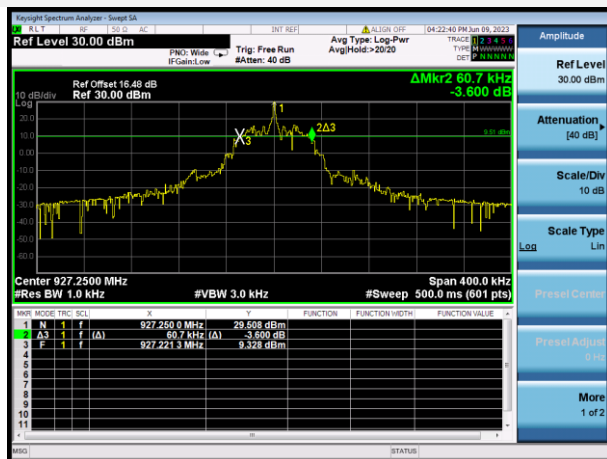 Keysight Spectrum Analyzer - Swept SA
RLT RF 50 Ω AC INT REF ALIGN OFF 04:22:40 PM Jun 09, 2023
Ref Level 30.00 dBm Avg Type: Log-Pwr TRACE 1 2 3 4 5 6
PNO: Wide Trig: Free Run Avg|Hold:>20/20 TYPE M W W W W W
IFGain:Low #Atten: 40 dB DET P N N N N N
Ref Offset 16.48 dB ΔMkr2 60.7 kHz
10 dB/div Ref 30.00 dBm -3.600 dB
Log
20.0
10.0
0.00
-10.0
-20.0
-30.0
-40.0
-50.0
-60.0
1
2Δ3
3
9.51 dBm
Center 927.2500 MHz Span 400.0 kHz
#Res BW 1.0 kHz #VBW 3.0 kHz #Sweep 500.0 ms (601 pts)
MKR MODE TRC SCL X Y FUNCTION FUNCTION WIDTH FUNCTION VALUE
1 N 1 f 927.250 0 MHz 29.508 dBm
2 Δ3 1 f (Δ) 60.7 kHz (Δ) -3.600 dB
3 F 1 f 927.221 3 MHz 9.328 dBm
4
5
6
7
8
9
10
11
MSG STATUS
Amplitude
Ref Level
30.00 dBm
Attenuation
[40 dB]
Scale/Div
10 dB
Scale Type
Log Lin
Presel Center
Presel Adjust
0 Hz
More
1 of 2